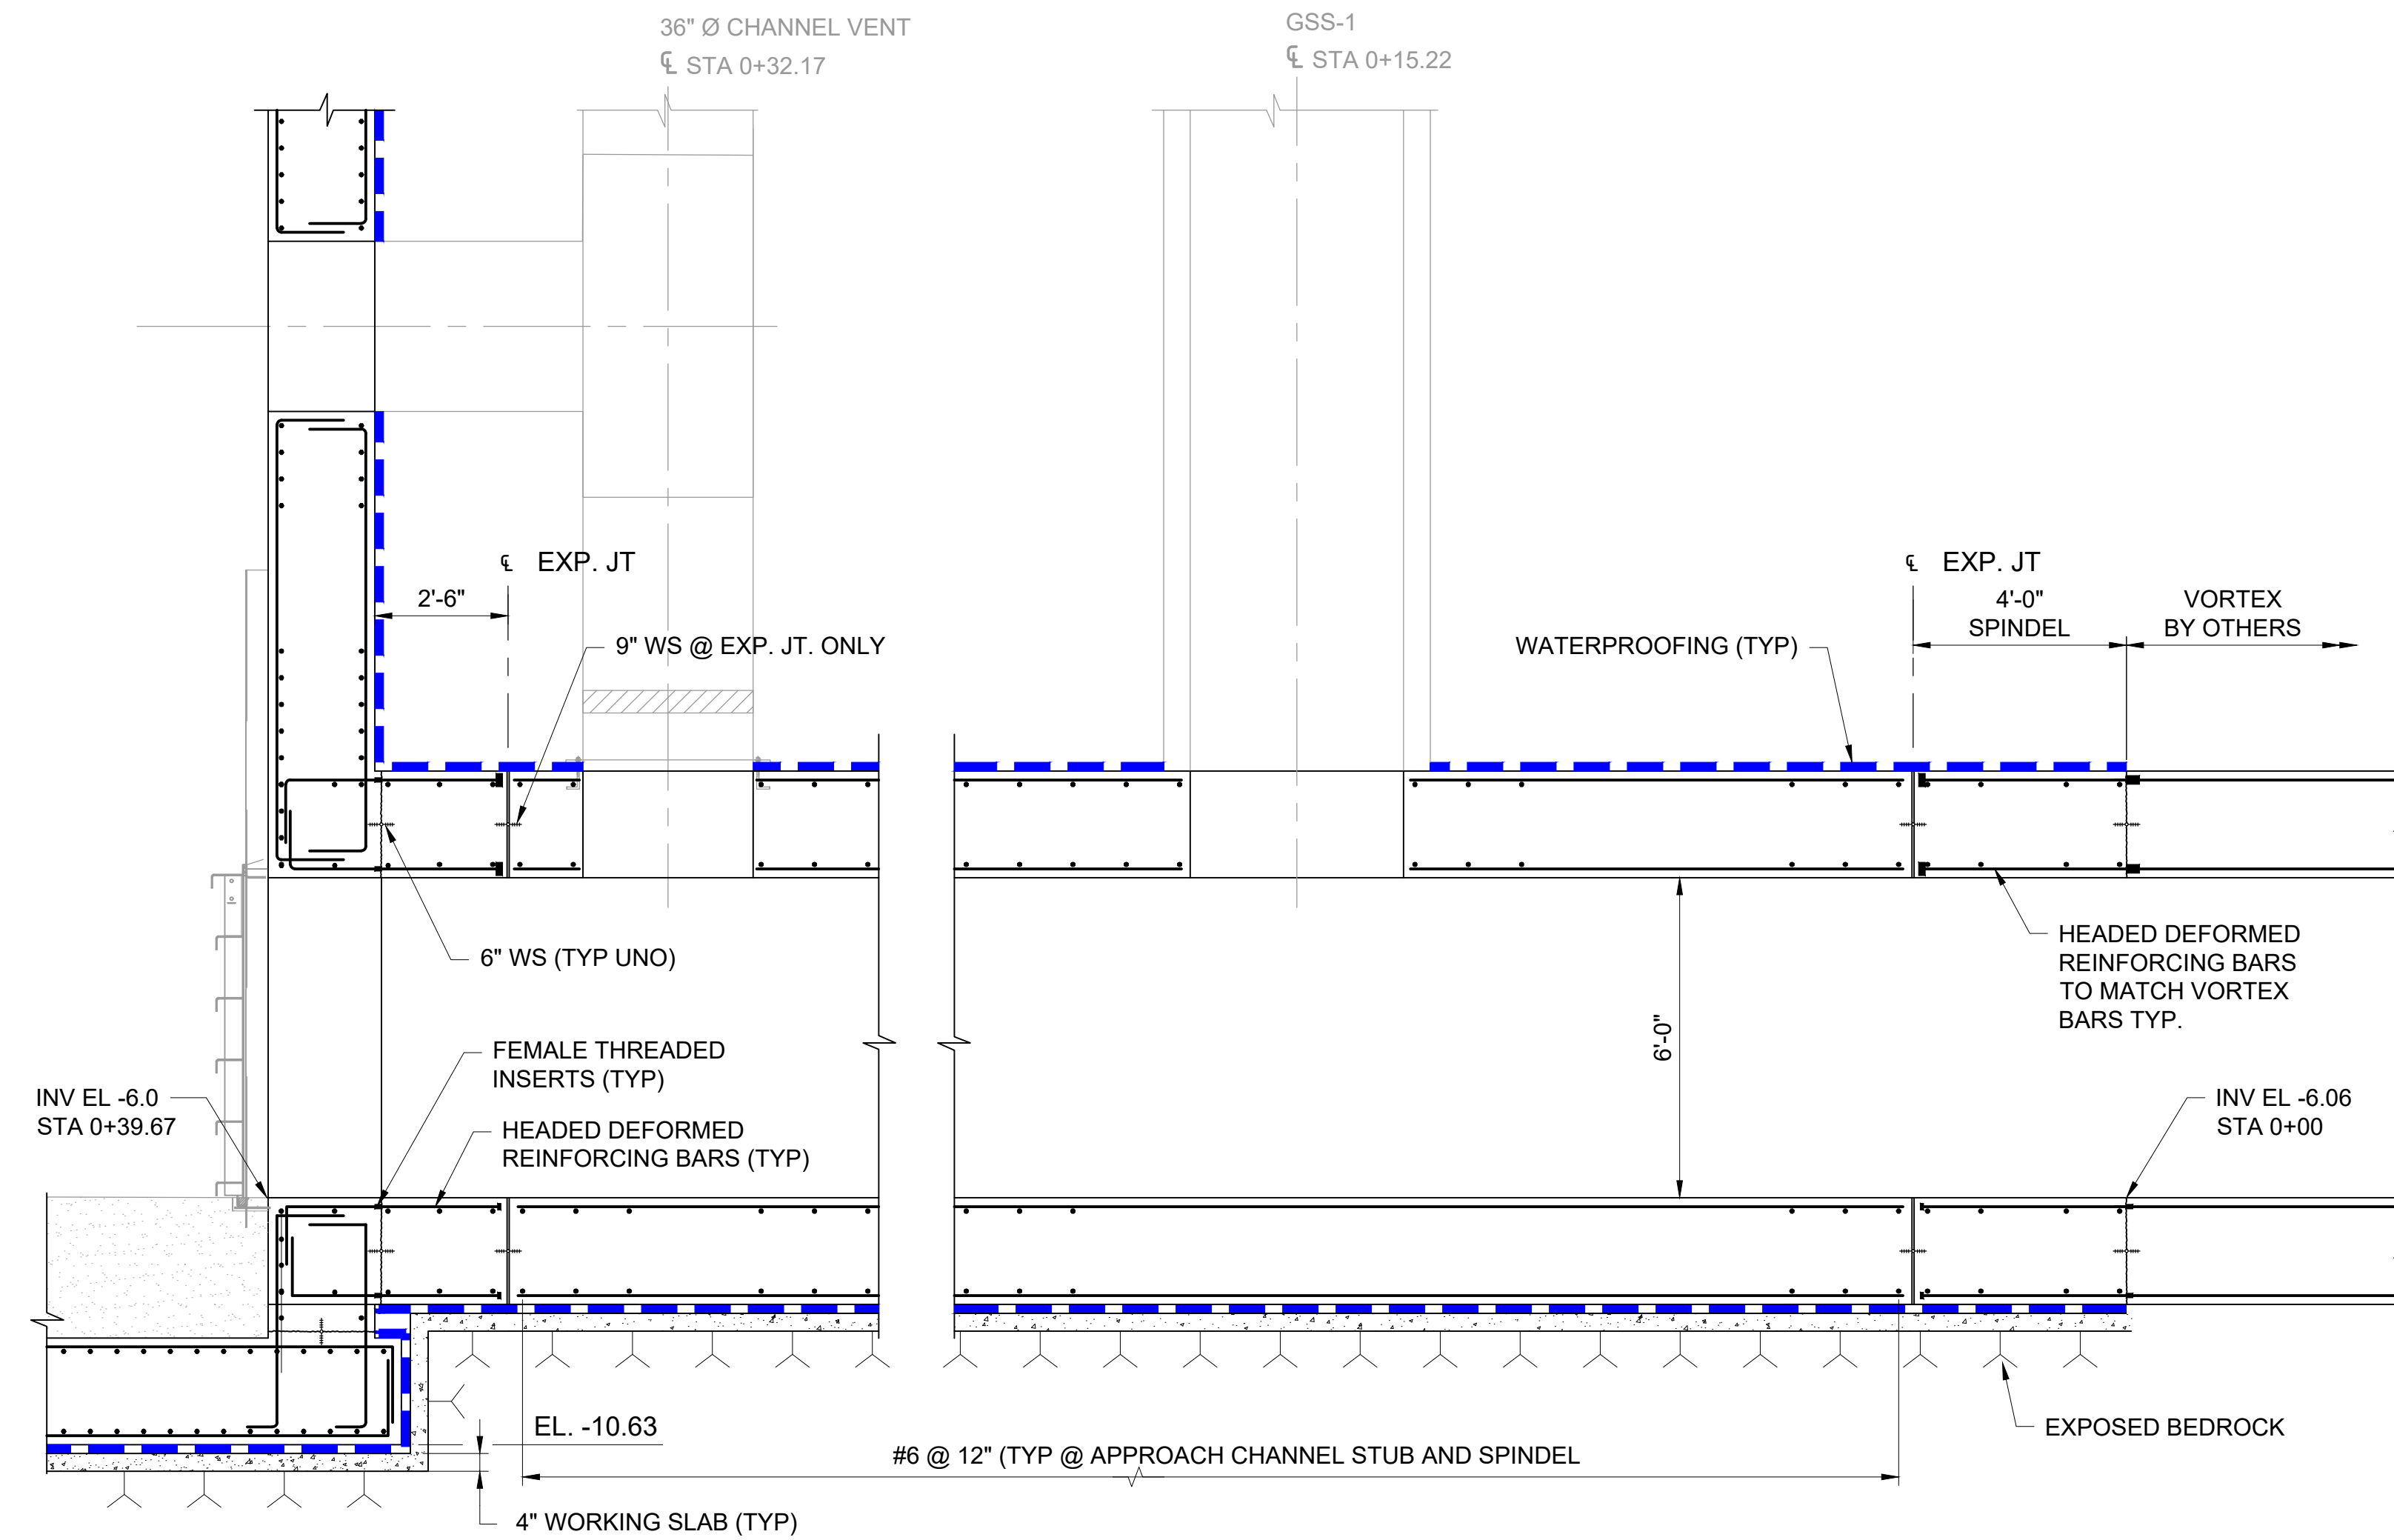 36" Ø CHANNEL VENT
℄ STA 0+32.17
GSS-1
℄ STA 0+15.22
℄ EXP. JT
2'-6"
9" WS @ EXP. JT. ONLY
WATERPROOFING (TYP)
℄ EXP. JT
4'-0"
SPINDEL
VORTEX
BY OTHERS
6" WS (TYP UNO)
HEADED DEFORMED
REINFORCING BARS
TO MATCH VORTEX
BARS TYP.
6'-0"
FEMALE THREADED
INSERTS (TYP)
INV EL -6.0
STA 0+39.67
HEADED DEFORMED
REINFORCING BARS (TYP)
INV EL -6.06
STA 0+00
EL. -10.63
#6 @ 12" (TYP @ APPROACH CHANNEL STUB AND SPINDEL
EXPOSED BEDROCK
4" WORKING SLAB (TYP)